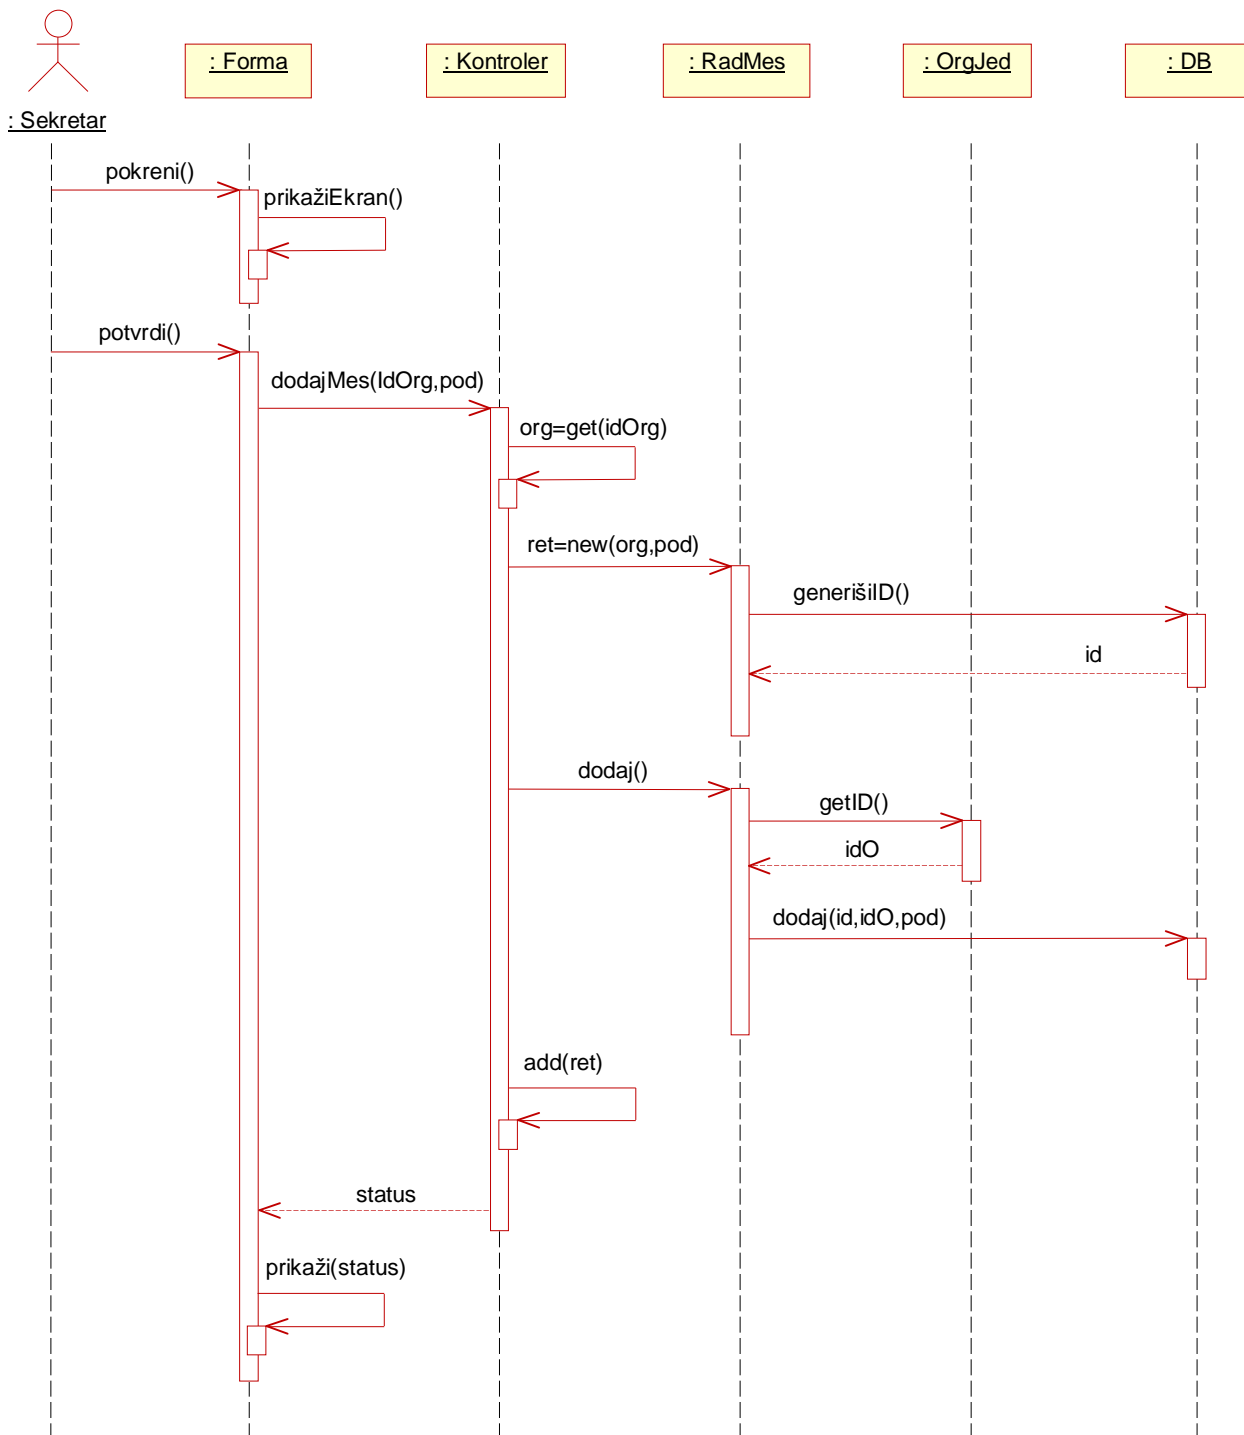 : Forma
: Kontroler
: RadMes
: OrgJed
: DB
: Sekretar
pokreni()
prikažiEkran()
potvrdi()
dodajMes(IdOrg,pod)
org=get(idOrg)
ret=new(org,pod)
generišiID()
id
dodaj()
getID()
idO
dodaj(id,idO,pod)
add(ret)
status
prikaži(status)